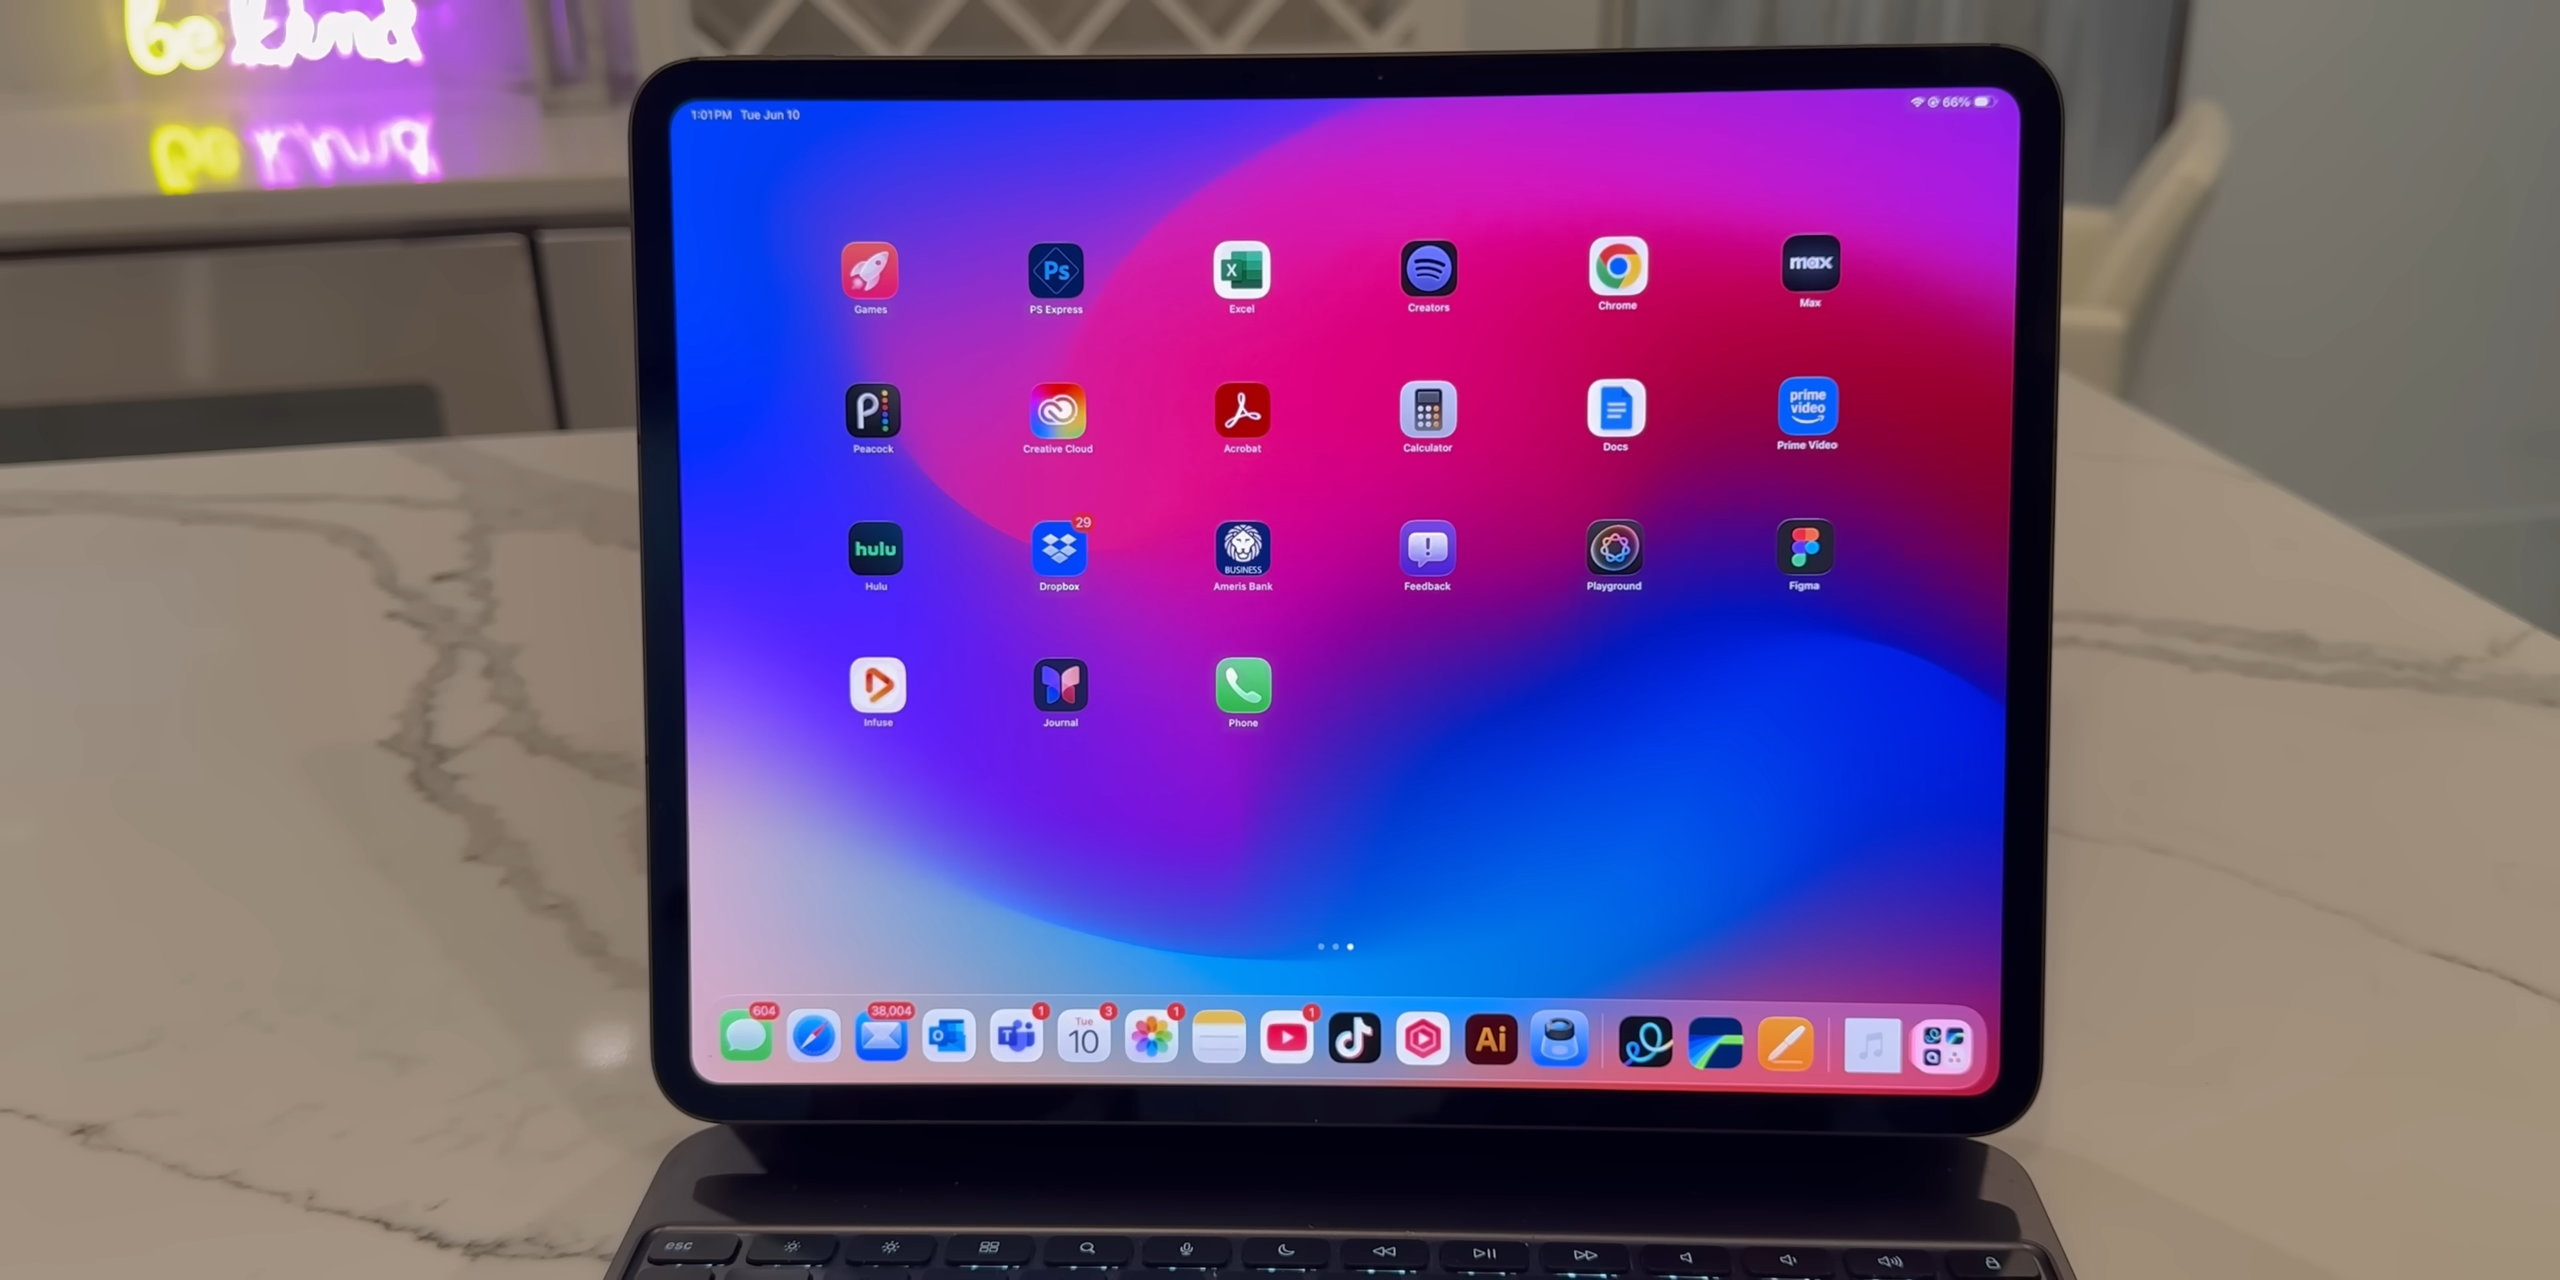 be kind
1:01 PM Tue Jun 10
66%
Games
Ps
PS Express
X
Excel
Creators
Chrome
max
Max
P
Peacock
Creative Cloud
Acrobat
Calculator
Docs
prime video
Prime Video
hulu
Hulu
29
Dropbox
BUSINESS
Ameris Bank
!
Feedback
Playground
Figma
Infuse
Journal
Phone
604
38,004
1
T
3
Tue
10
1
1
Ai
esc